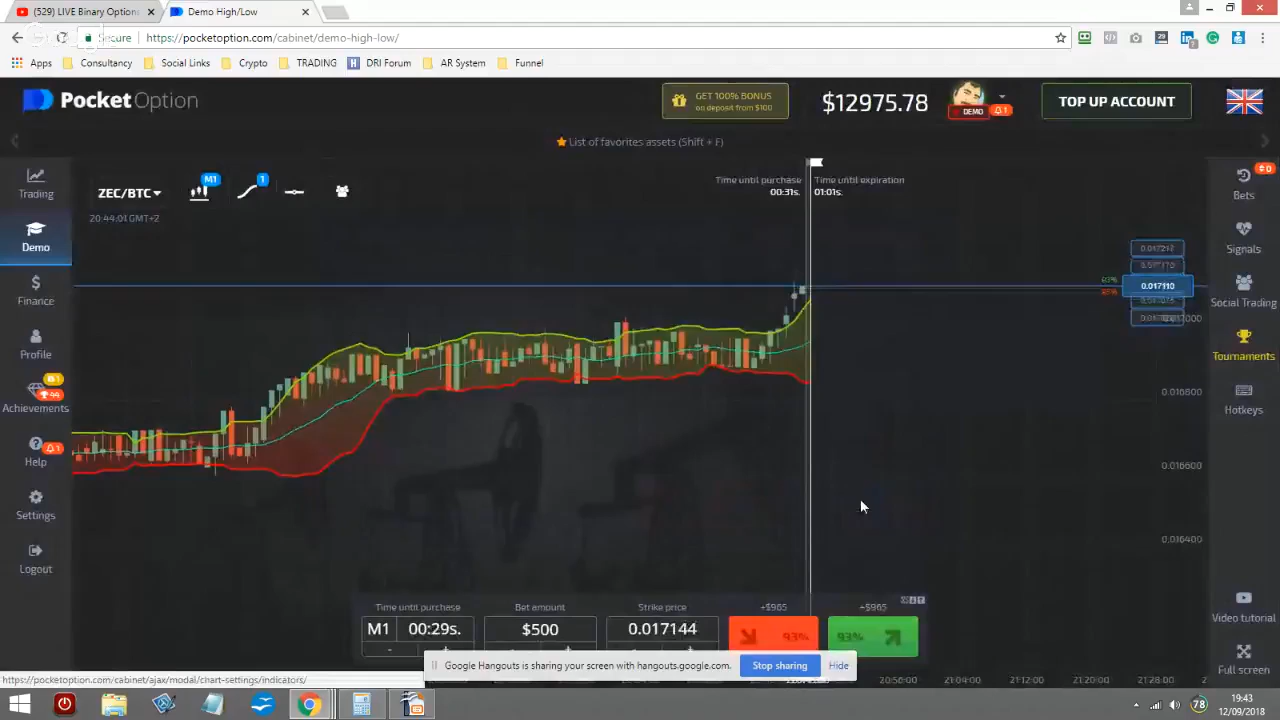 (529) LIVE Binary Option
Demo High/Low
Secure
https://pocketoption.com/cabinet/demo-high-low/
Apps
Consultancy
Social Links
Crypto
TRADING
DRI Forum
AR System
Funnel
PocketOption
GET 100% BONUS
on deposit from $100
$12975.78
DEMO
1
TOP UP ACCOUNT
List of favorites assets (Shift + F)
Trading
Demo
Finance
Profile
Achievements
Help
Settings
Logout
ZEC/BTC
M1
1
20:44:01 GMT+2
Time until purchase
00:31s.
Time until expiration
01:01s.
93%
0.017110
0.016800
0.016600
0.016400
Bets
Signals
Social Trading
Tournaments
Hotkeys
Video tutorial
Full screen
Time until purchase
M1
00:29s.
Bet amount
$500
Strike price
0.017144
+$965
93%
+$965
93%
Google Hangouts is sharing your screen with hangouts.google.com.
Stop sharing
Hide
https://pocketoption.com/cabinet/ajax/modal/chart-settings/indicators/
20:56:00
21:04:00
21:12:00
21:20:00
21:28:00
78
19:43
12/09/2018